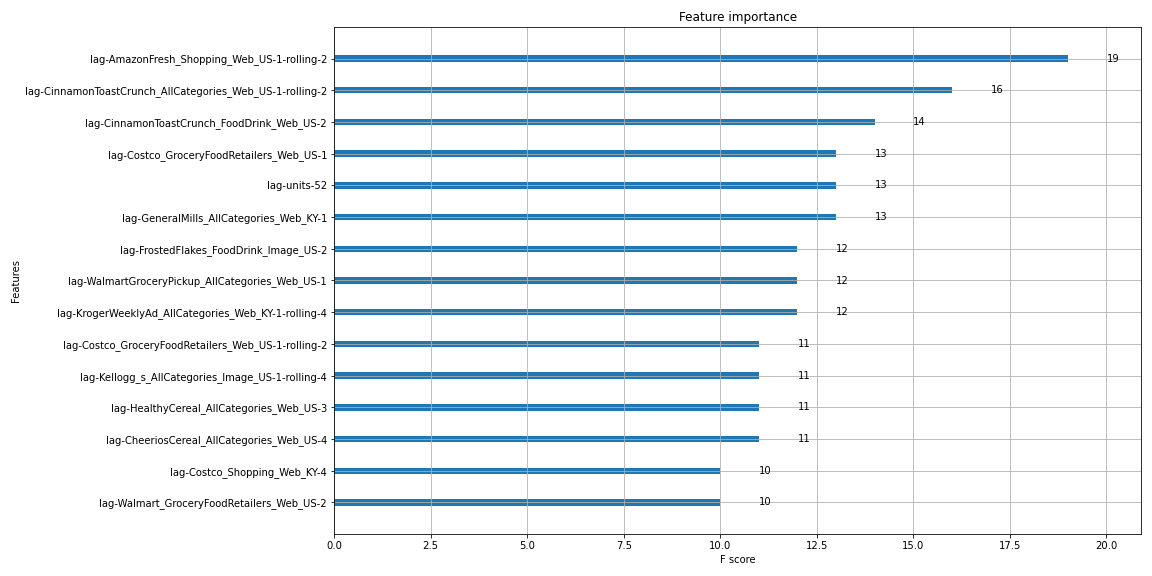 Feature importance
lag-AmazonFresh_Shopping_Web_US-1-rolling-2
19
lag-CinnamonToastCrunch_AllCategories_Web_US-1-rolling-2
16
lag-CinnamonToastCrunch_FoodDrink_Web_US-2
14
lag-Costco_GroceryFoodRetailers_Web_US-1
13
lag-units-52
13
lag-GeneralMills_AllCategories_Web_KY-1
13
lag-FrostedFlakes_FoodDrink_Image_US-2
12
lag-WalmartGroceryPickup_AllCategories_Web_US-1
12
lag-KrogerWeeklyAd_AllCategories_Web_KY-1-rolling-4
12
lag-Costco_GroceryFoodRetailers_Web_US-1-rolling-2
11
lag-Kellogg_s_AllCategories_Image_US-1-rolling-4
11
lag-HealthyCereal_AllCategories_Web_US-3
11
lag-CheeriosCereal_AllCategories_Web_US-4
11
lag-Costco_Shopping_Web_KY-4
10
lag-Walmart_GroceryFoodRetailers_Web_US-2
10
Features
0.0 2.5 5.0 7.5 10.0 12.5 15.0 17.5 20.0
F score